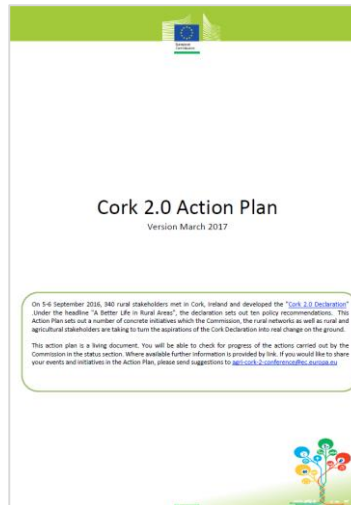 European
Commission
Cork 2.0 Action Plan
Version March 2017
On 5-6 September 2016, 340 rural stakeholders met in Cork, Ireland and developed the "Cork 2.0 Declaration"
.Under the headline "A Better Life in Rural Areas", the declaration sets out ten policy recommendations. This
Action Plan sets out a number of concrete initiatives which the Commission, the rural networks as well as rural and
agricultural stakeholders are taking to turn the aspirations of the Cork Declaration into real change on the ground.
This action plan is a living document. You will be able to check for progress of the actions carried out by the
Commission in the status section. Where available further information is provided by link. If you would like to share
your events and initiatives in the Action Plan, please send suggestions to agri-cork-2-conference@ec.europa.eu